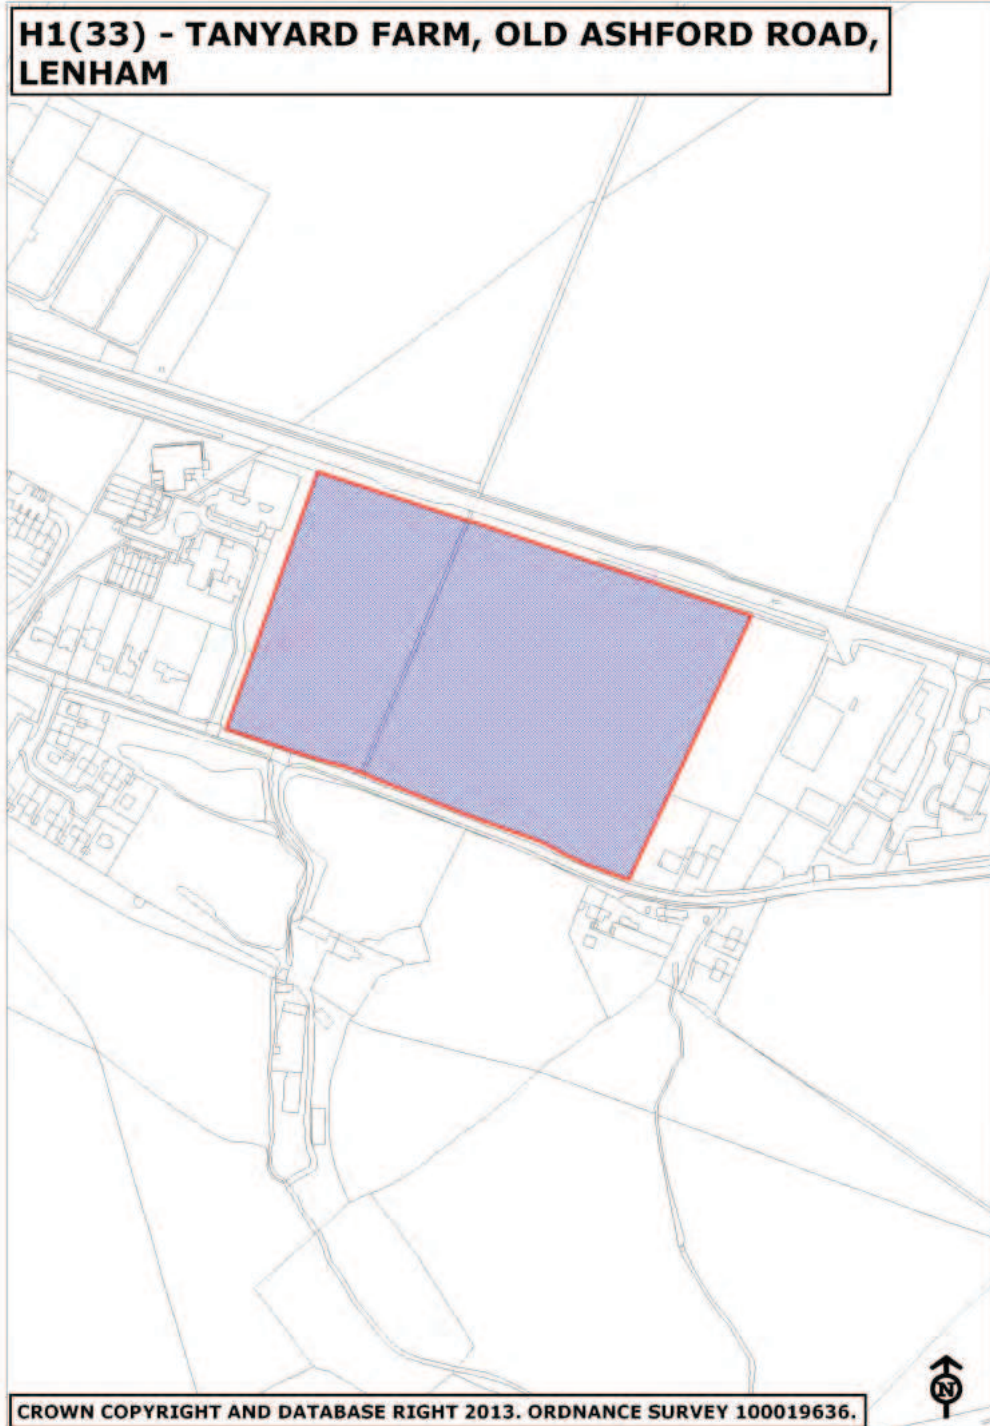 H1(33) - TANYARD FARM, OLD ASHFORD ROAD,
LENHAM
N
CROWN COPYRIGHT AND DATABASE RIGHT 2013. ORDNANCE SURVEY 100019636.